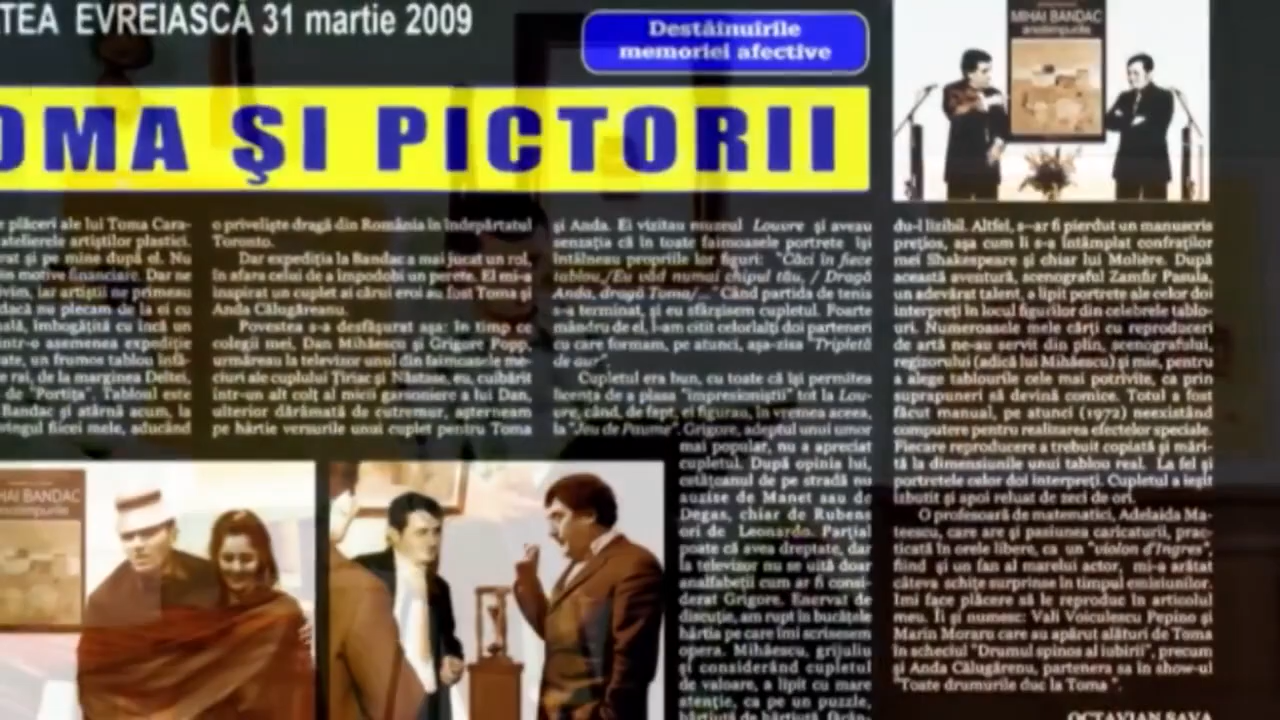 TEA EVREIASCĂ 31 martie 2009
Destăinuirile
memoriei afective
OMA ŞI PICTORII
MIHAI BANDAC
anotimpurile
e plăceri ale lui Toma Cara-
atelierele artiştilor plastici.
rat şi pe mine după el. Nu
in motive financiare. Dar ne
ivim, iar artiştii ne primeau
dacă nu plecam de la ei cu
ală, îmbogăţită cu încă un
ntr-o asemenea expediţie
ate, un frumos tablou înfă-
e rai, de la marginea Deltei,
de "Portiţa". Tabloul este
Bandac şi atârnă acum, la
vingul fiicei mele, aducând
o privelişte dragă din România în îndepărtatul
Toronto.
Dar expediţia la Bandac a mai jucat un rol,
în afara celui de a împodobi un perete. El mi-a
inspirat un cuplet ai cărui eroi au fost Toma şi
Anda Călugăreanu.
Povestea s-a desfăşurat aşa: în timp ce
colegii mei, Dan Mihăescu şi Grigore Popp,
urmăreau la televizor unul din faimoasele me-
ciuri ale cuplului Ţiriac şi Năstase, eu, cuibărit
într-un alt colţ al micii garsoniere a lui Dan,
ulterior dărâmată de cutremur, aşterneam
pe hârtie versurile unui cuplet pentru Toma
şi Anda. Ei vizitau muzeul Louvre şi aveau
senzaţia că în toate faimoasele portrete îşi
întâlneau propriile lor figuri: "Căci în fiece
tablou,/Eu văd numai chipul tău, / Dragă
Anda, dragă Toma/..." Când partida de tenis
s-a terminat, şi eu sfârşisem cupletul. Foarte
mândru de el, l-am citit celorlalţi doi parteneri
cu care formam, pe atunci, aşa-zisa "Tripletă
de aur".
Cupletul era bun, cu toate că îşi permitea
licenţa de a plasa "impresioniştii" tot la Lou-
vre, când, de fapt, ei figurau, în vremea aceea,
la "Jeu de Paume". Grigore, adeptul unui umor
mai popular, nu a apreciat
cupletul. După opinia lui,
cetăţeanul de pe stradă nu
auzise de Manet sau de
Degas, chiar de Rubens
ori de Leonardo. Parţial
poate că avea dreptate, dar
la televizor nu se uită doar
analfabeţii cum ar fi consi-
derat Grigore. Enervat de
discuţie, am rupt în bucăţele
hârtia pe care îmi scrisesem
opera. Mihăescu, grijuliu
şi considerând cupletul
de valoare, a lipit cu mare
atenţie, ca pe un puzzle,
hârtiuţă de hârtiuţă, făcân-
du-l lizibil. Altfel, s-ar fi pierdut un manuscris
preţios, aşa cum li s-a întâmplat confraţilor
mei Shakespeare şi chiar lui Molière. După
această aventură, scenograful Zamfir Pasula,
un adevărat talent, a lipit portrete ale celor doi
interpreţi în locul figurilor din celebrele tablo-
uri. Numeroasele mele cărţi cu reproduceri
de artă ne-au servit din plin, scenografului,
regizorului (adică lui Mihăescu) şi mie, pentru
a alege tablourile cele mai potrivite, ca prin
suprapuneri să devină comice. Totul a fost
făcut manual, pe atunci (1972) neexistând
computere pentru realizarea efectelor speciale.
Fiecare reproducere a trebuit copiată şi mări-
tă la dimensiunile unui tablou real. La fel şi
portretele celor doi interpreţi. Cupletul a ieşit
izbutit şi apoi reluat de zeci de ori.
O profesoară de matematici, Adelaida Ma-
teescu, care are şi pasiunea caricaturii, prac-
ticată în orele libere, ca un "violon d'Ingres",
fiind şi un fan al marelui actor, mi-a arătat
câteva schiţe surprinse în timpul emisiunilor.
Îmi face plăcere să le reproduc în articolul
meu. Îi şi numesc: Vali Voiculescu Pepino şi
Marin Moraru care au apărut alături de Toma
în scheciul "Drumul spinos al iubirii", precum
şi Anda Călugărenu, partenera sa în show-ul
"Toate drumurile duc la Toma ".
OCTAVIAN SAVA
HAI BANDAC
anotimpurile